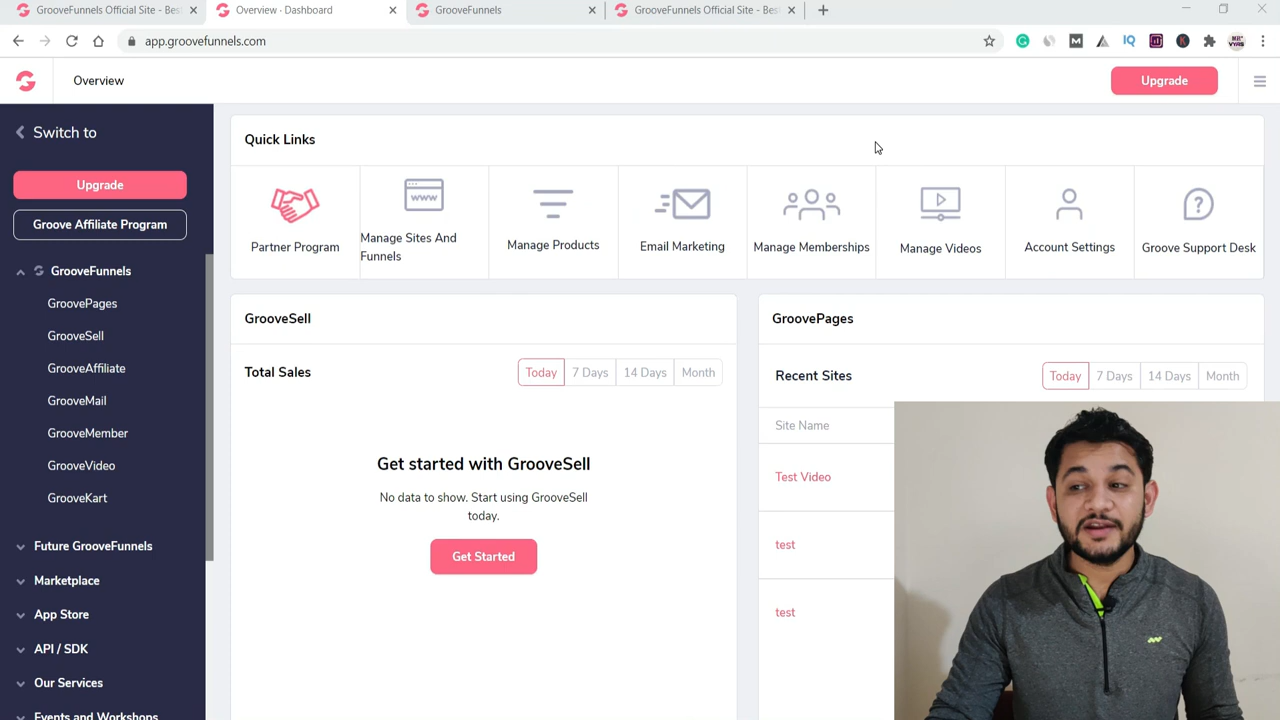 GrooveFunnels Official Site - Bes
Overview · Dashboard
GrooveFunnels
GrooveFunnels Official Site - Bes
app.groovefunnels.com
Overview
Upgrade
Switch to
Upgrade
Groove Affiliate Program
GrooveFunnels
GroovePages
GrooveSell
GrooveAffiliate
GrooveMail
GrooveMember
GrooveVideo
GrooveKart
Future GrooveFunnels
Marketplace
App Store
API / SDK
Our Services
Events and Workshops
Quick Links
Partner Program
www
Manage Sites And
Funnels
Manage Products
Email Marketing
Manage Memberships
Manage Videos
Account Settings
Groove Support Desk
GrooveSell
Total Sales
Today
7 Days
14 Days
Month
Get started with GrooveSell
No data to show. Start using GrooveSell
today.
Get Started
GroovePages
Recent Sites
Today
7 Days
14 Days
Month
Site Name
Test Video
test
test